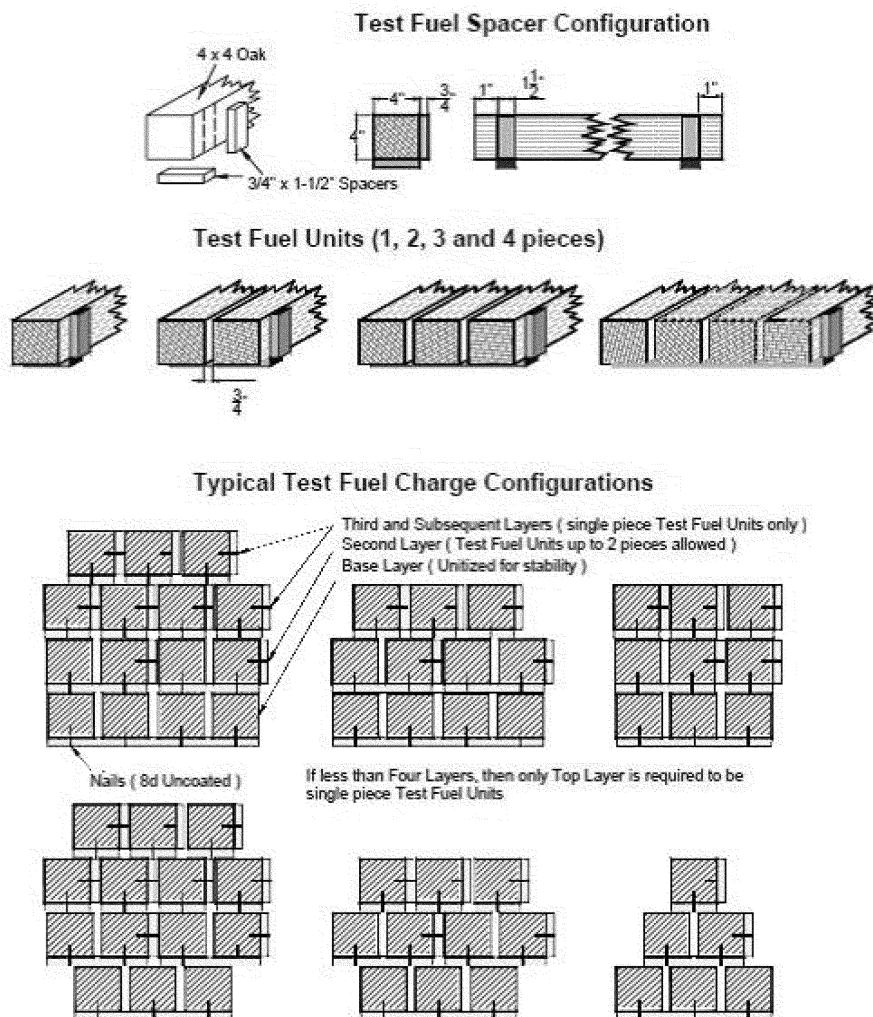 Test Fuel Spacer Configuration
4 x 4 Oak
4"
3-
4
1"
1-
1
2
1"
4"
3/4" x 1-1/2" Spacers
Test Fuel Units (1, 2, 3 and 4 pieces)
3-
4
Typical Test Fuel Charge Configurations
Third and Subsequent Layers ( single piece Test Fuel Units only )
Second Layer ( Test Fuel Units up to 2 pieces allowed )
Base Layer ( Unitized for stability )
Nails ( 8d Uncoated )
If less than Four Layers, then only Top Layer is required to be
single piece Test Fuel Units